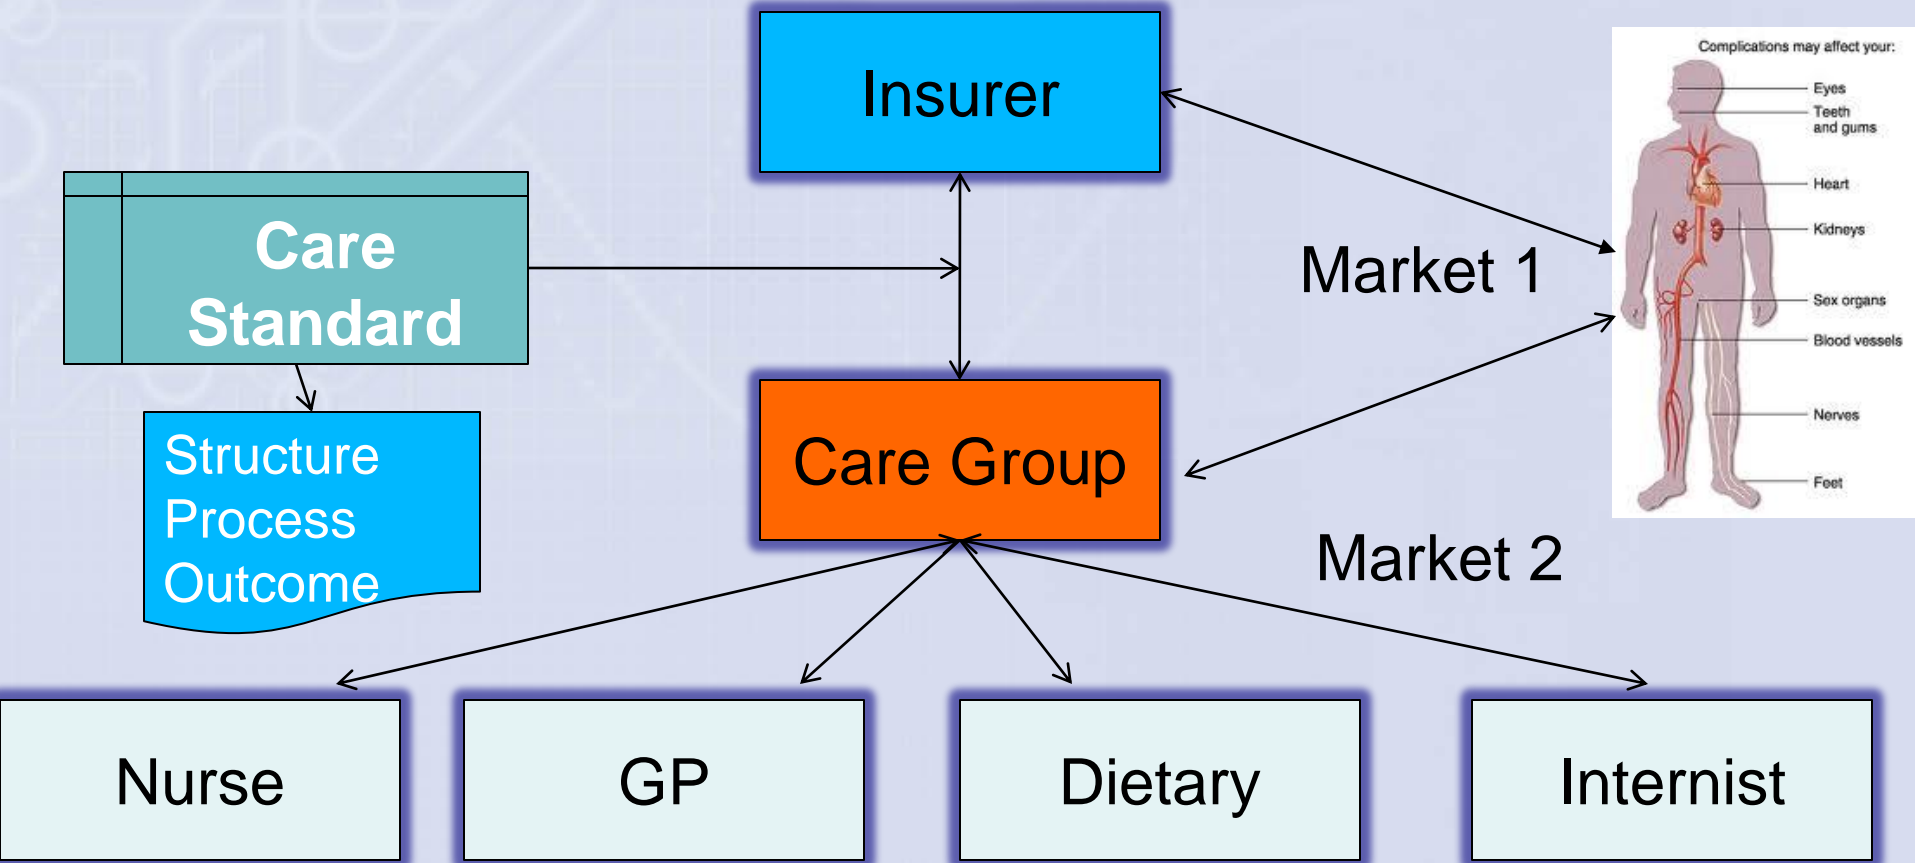 Insurer
Complications may affect your:
Eyes
Teeth
and gums
Heart
Kidneys
Sex organs
Blood vessels
Nerves
Feet
Care
Standard
Market 1
Structure
Process
Outcome
Care Group
Market 2
Nurse
GP
Dietary
Internist